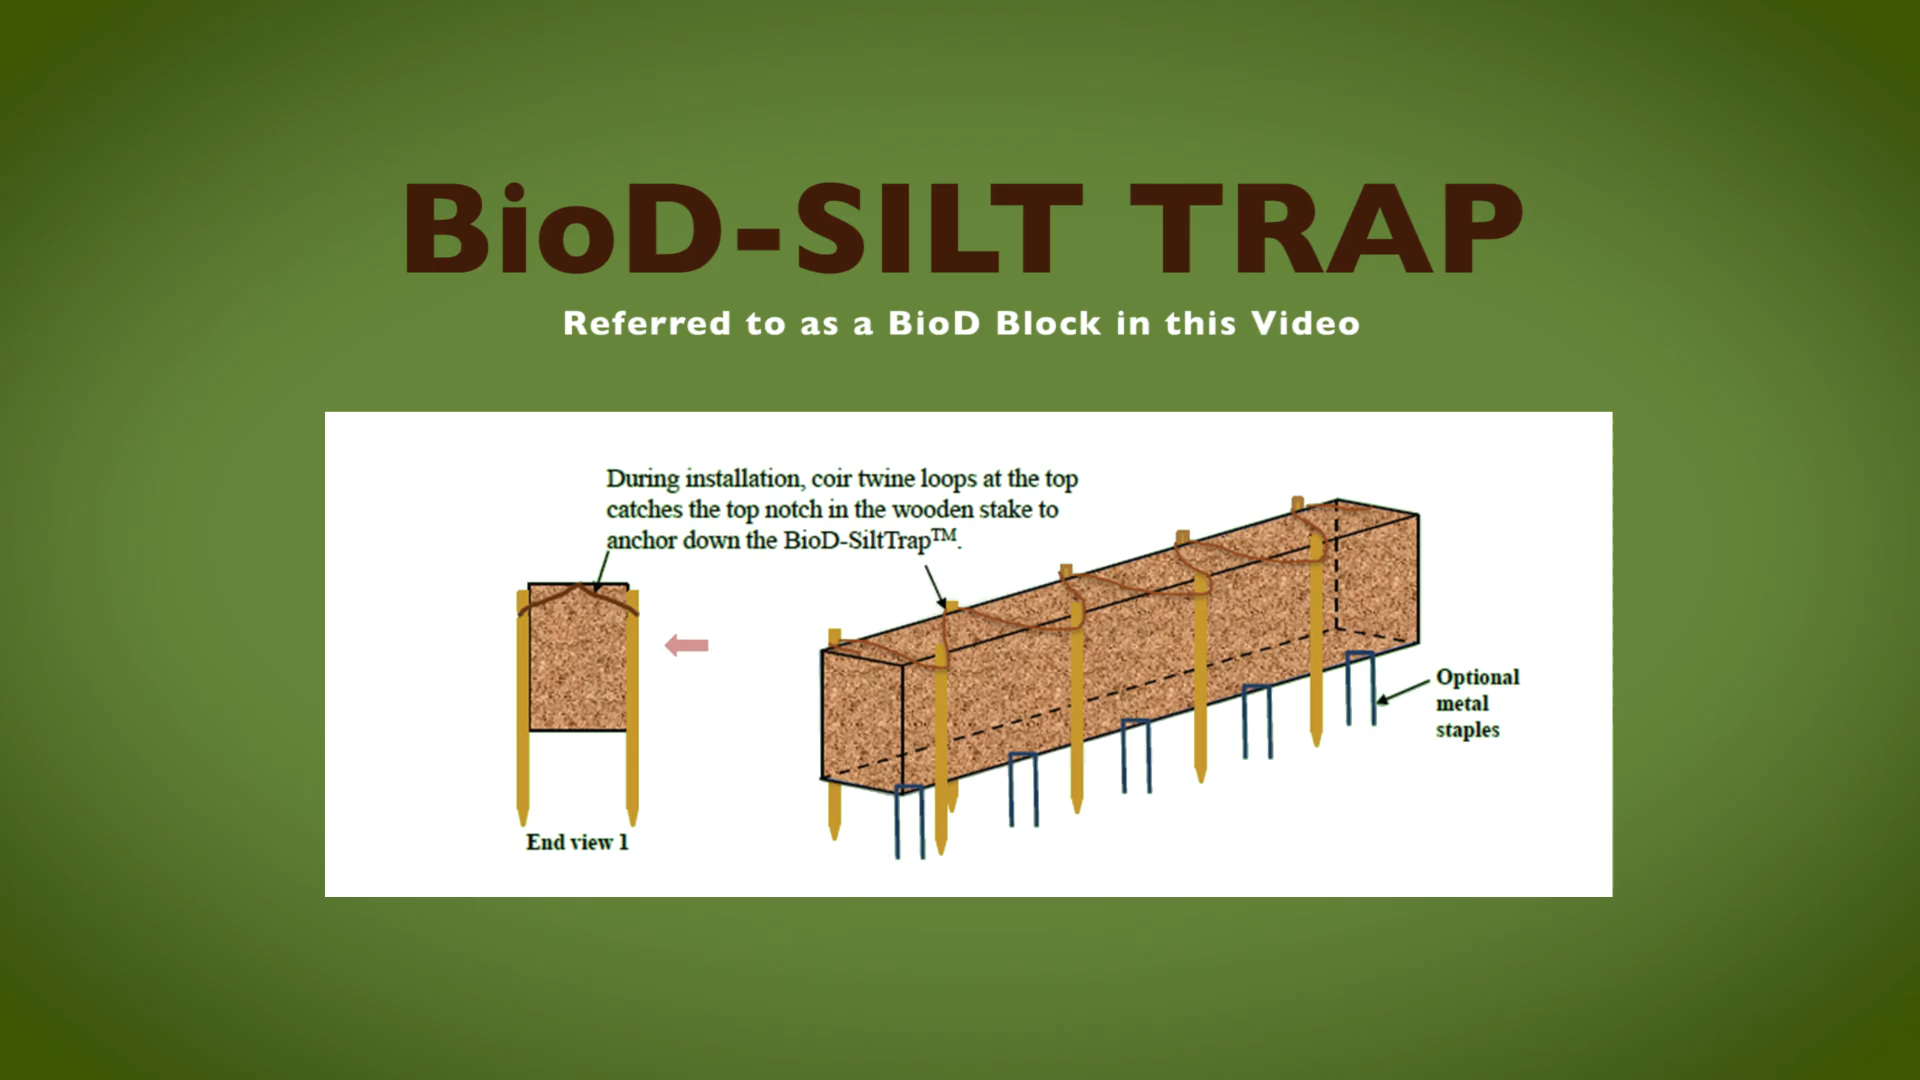 BioD-SILT TRAP
Referred to as a BioD Block in this Video
During installation, coir twine loops at the top
catches the top notch in the wooden stake to
anchor down the BioD-SiltTrap™.
Optional
metal
staples
End view 1